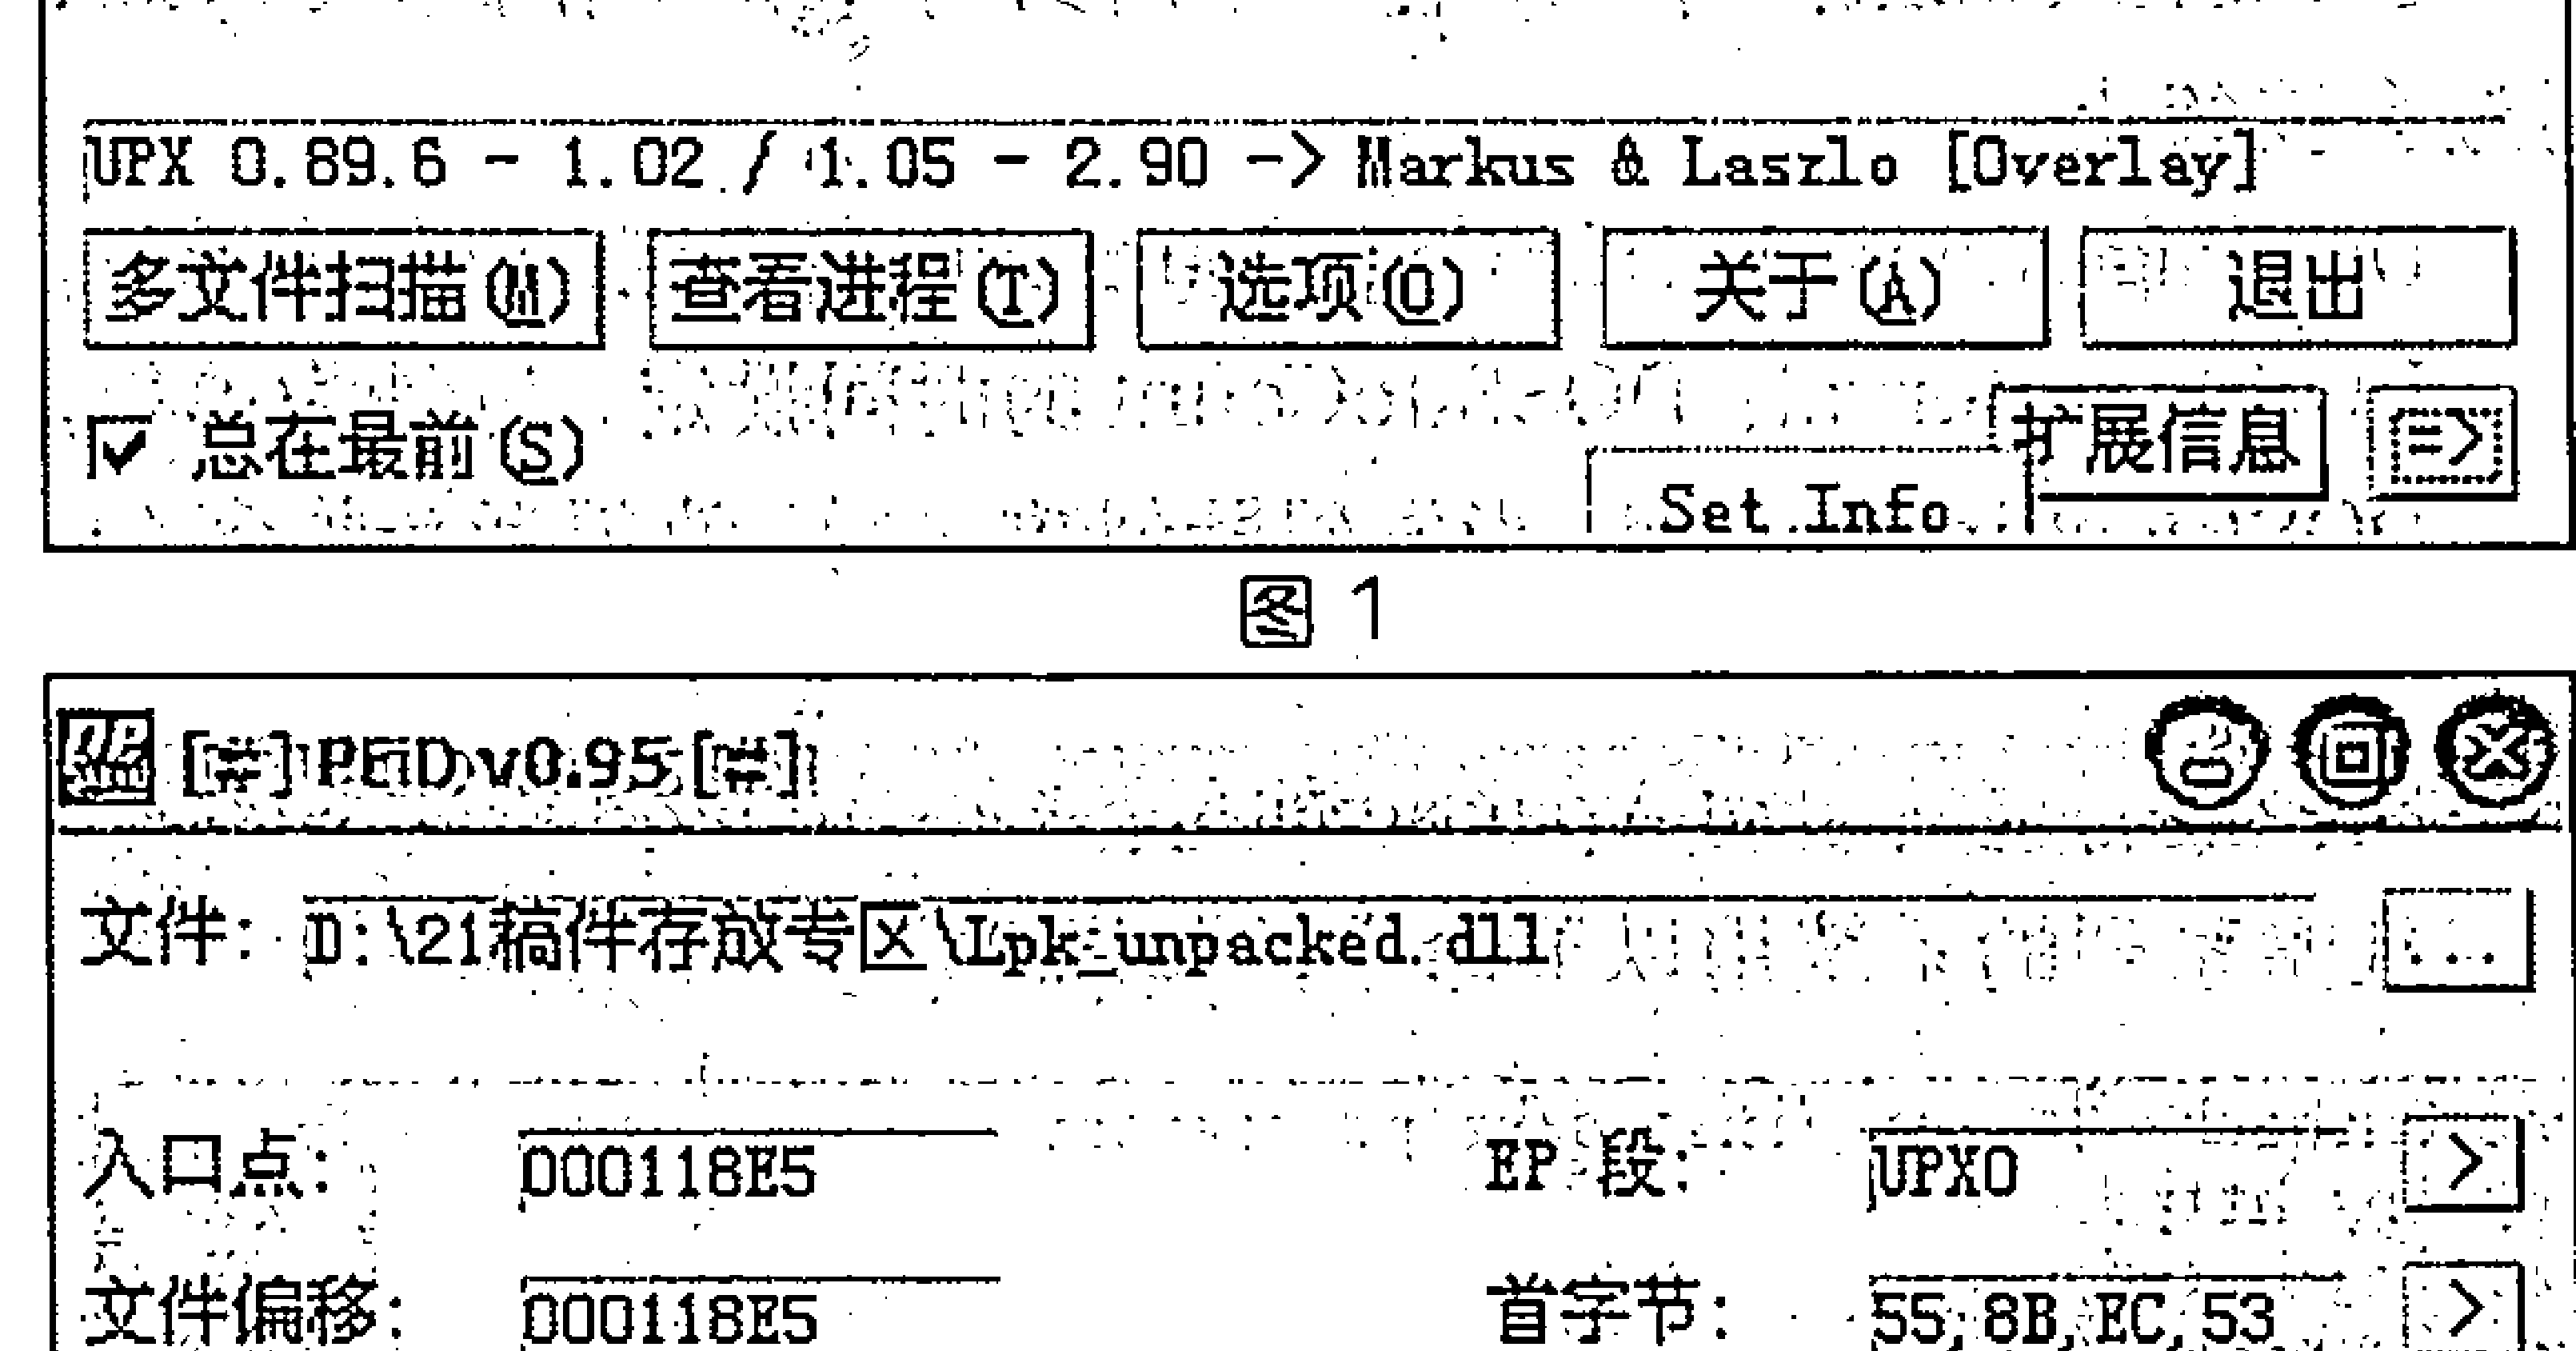 UPX 0.89.6 - 1.02 / 1.05 - 2.90 -> Markus & Laszlo [Overlay]
多文件扫描(M) 查看进程(T) 选项(O) 关于(A) 退出
总在最前(S) 扩展信息 =>
Set Info
图 1
[#] PEiD v0.95 [#]
文件: D:\21稿件存放专区\Lpk_unpacked.dll ...
入口点: 000118E5 EP 段: UPX0 >
文件偏移: 000118E5 首字节: 55,8B,EC,53 >